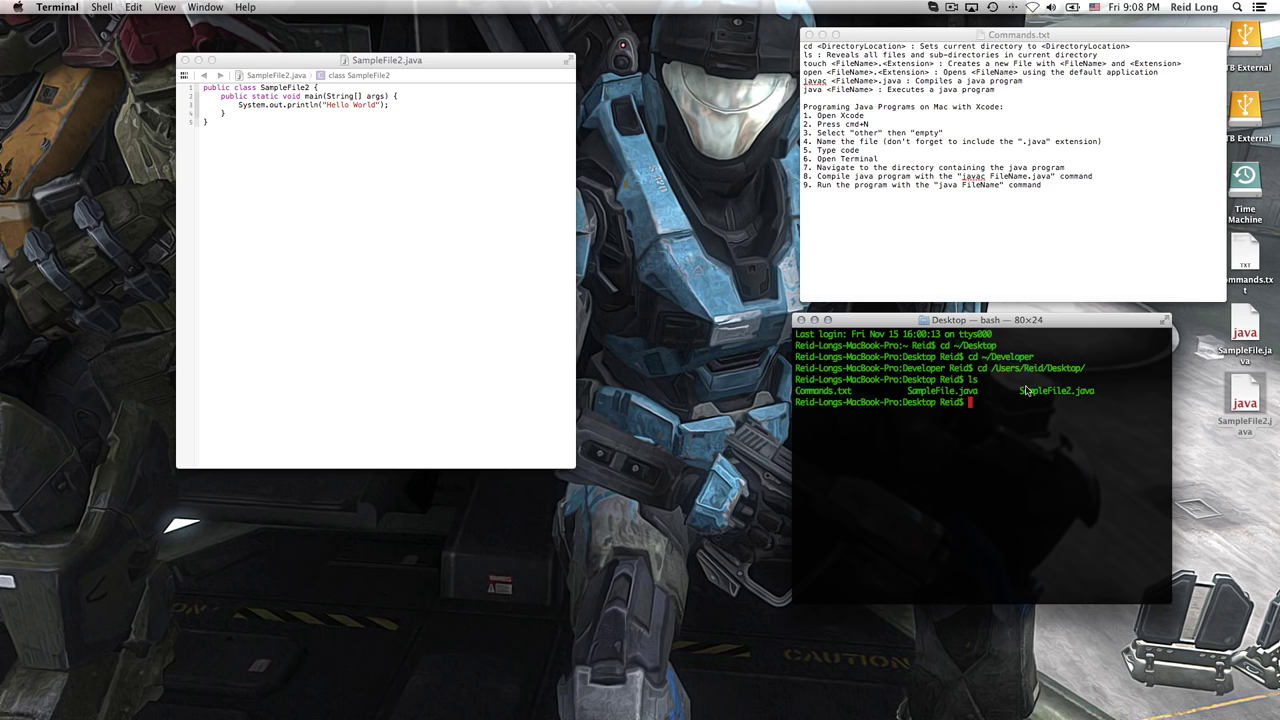 Terminal Shell Edit View Window Help
Fri 9:08 PM Reid Long
SampleFile2.java
SampleFile2.java class SampleFile2
1 public class SampleFile2 {
2 public static void main(String[] args) {
3 System.out.println("Hello World");
4 }
5 }
Commands.txt
cd <DirectoryLocation> : Sets current directory to <DirectoryLocation>
ls : Reveals all files and sub-directories in current directory
touch <FileName>.<Extension> : Creates a new File with <FileName> and <Extension>
open <FileName>.<Extension> : Opens <FileName> using the default application
javac <FileName>.java : Compiles a java program
java <FileName> : Executes a java program
Programing Java Programs on Mac with Xcode:
1. Open Xcode
2. Press cmd+N
3. Select "other" then "empty"
4. Name the file (don't forget to include the ".java" extension)
5. Type code
6. Open Terminal
7. Navigate to the directory containing the java program
8. Compile java program with the "javac FileName.java" command
9. Run the program with the "java FileName" command
Desktop — bash — 80×24
Last login: Fri Nov 15 16:00:13 on ttys000
Reid-Longs-MacBook-Pro:~ Reid$ cd ~/Desktop
Reid-Longs-MacBook-Pro:Desktop Reid$ cd ~/Developer
Reid-Longs-MacBook-Pro:Developer Reid$ cd /Users/Reid/Desktop/
Reid-Longs-MacBook-Pro:Desktop Reid$ ls
Commands.txt SampleFile.java SampleFile2.java
Reid-Longs-MacBook-Pro:Desktop Reid$
TB External
TB External
Time
Machine
TXT
ommands.tx
t
java
SampleFile.ja
va
java
SampleFile2.j
ava
CAUTION